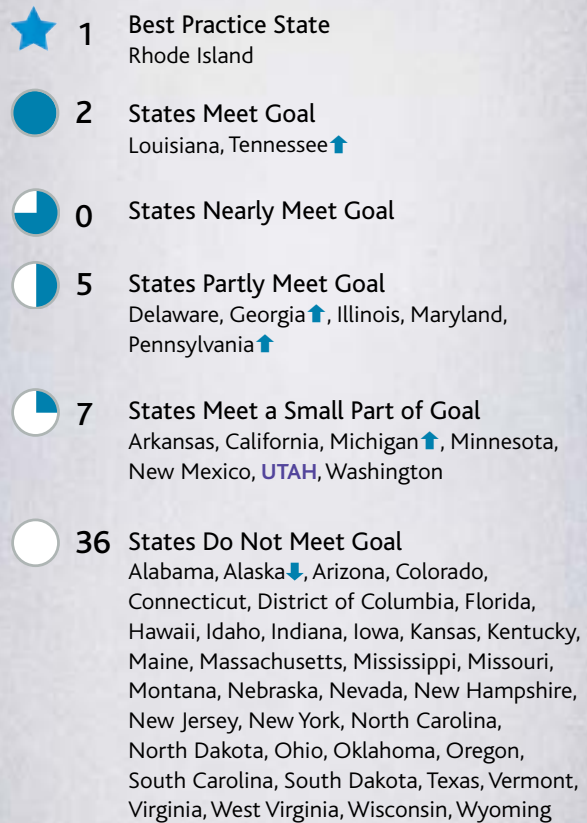 1 Best Practice State
Rhode Island
2 States Meet Goal
Louisiana, Tennessee⬆
0 States Nearly Meet Goal
5 States Partly Meet Goal
Delaware, Georgia⬆, Illinois, Maryland,
Pennsylvania⬆
7 States Meet a Small Part of Goal
Arkansas, California, Michigan⬆, Minnesota,
New Mexico, UTAH, Washington
36 States Do Not Meet Goal
Alabama, Alaska⬇, Arizona, Colorado,
Connecticut, District of Columbia, Florida,
Hawaii, Idaho, Indiana, Iowa, Kansas, Kentucky,
Maine, Massachusetts, Mississippi, Missouri,
Montana, Nebraska, Nevada, New Hampshire,
New Jersey, New York, North Carolina,
North Dakota, Ohio, Oklahoma, Oregon,
South Carolina, South Dakota, Texas, Vermont,
Virginia, West Virginia, Wisconsin, Wyoming